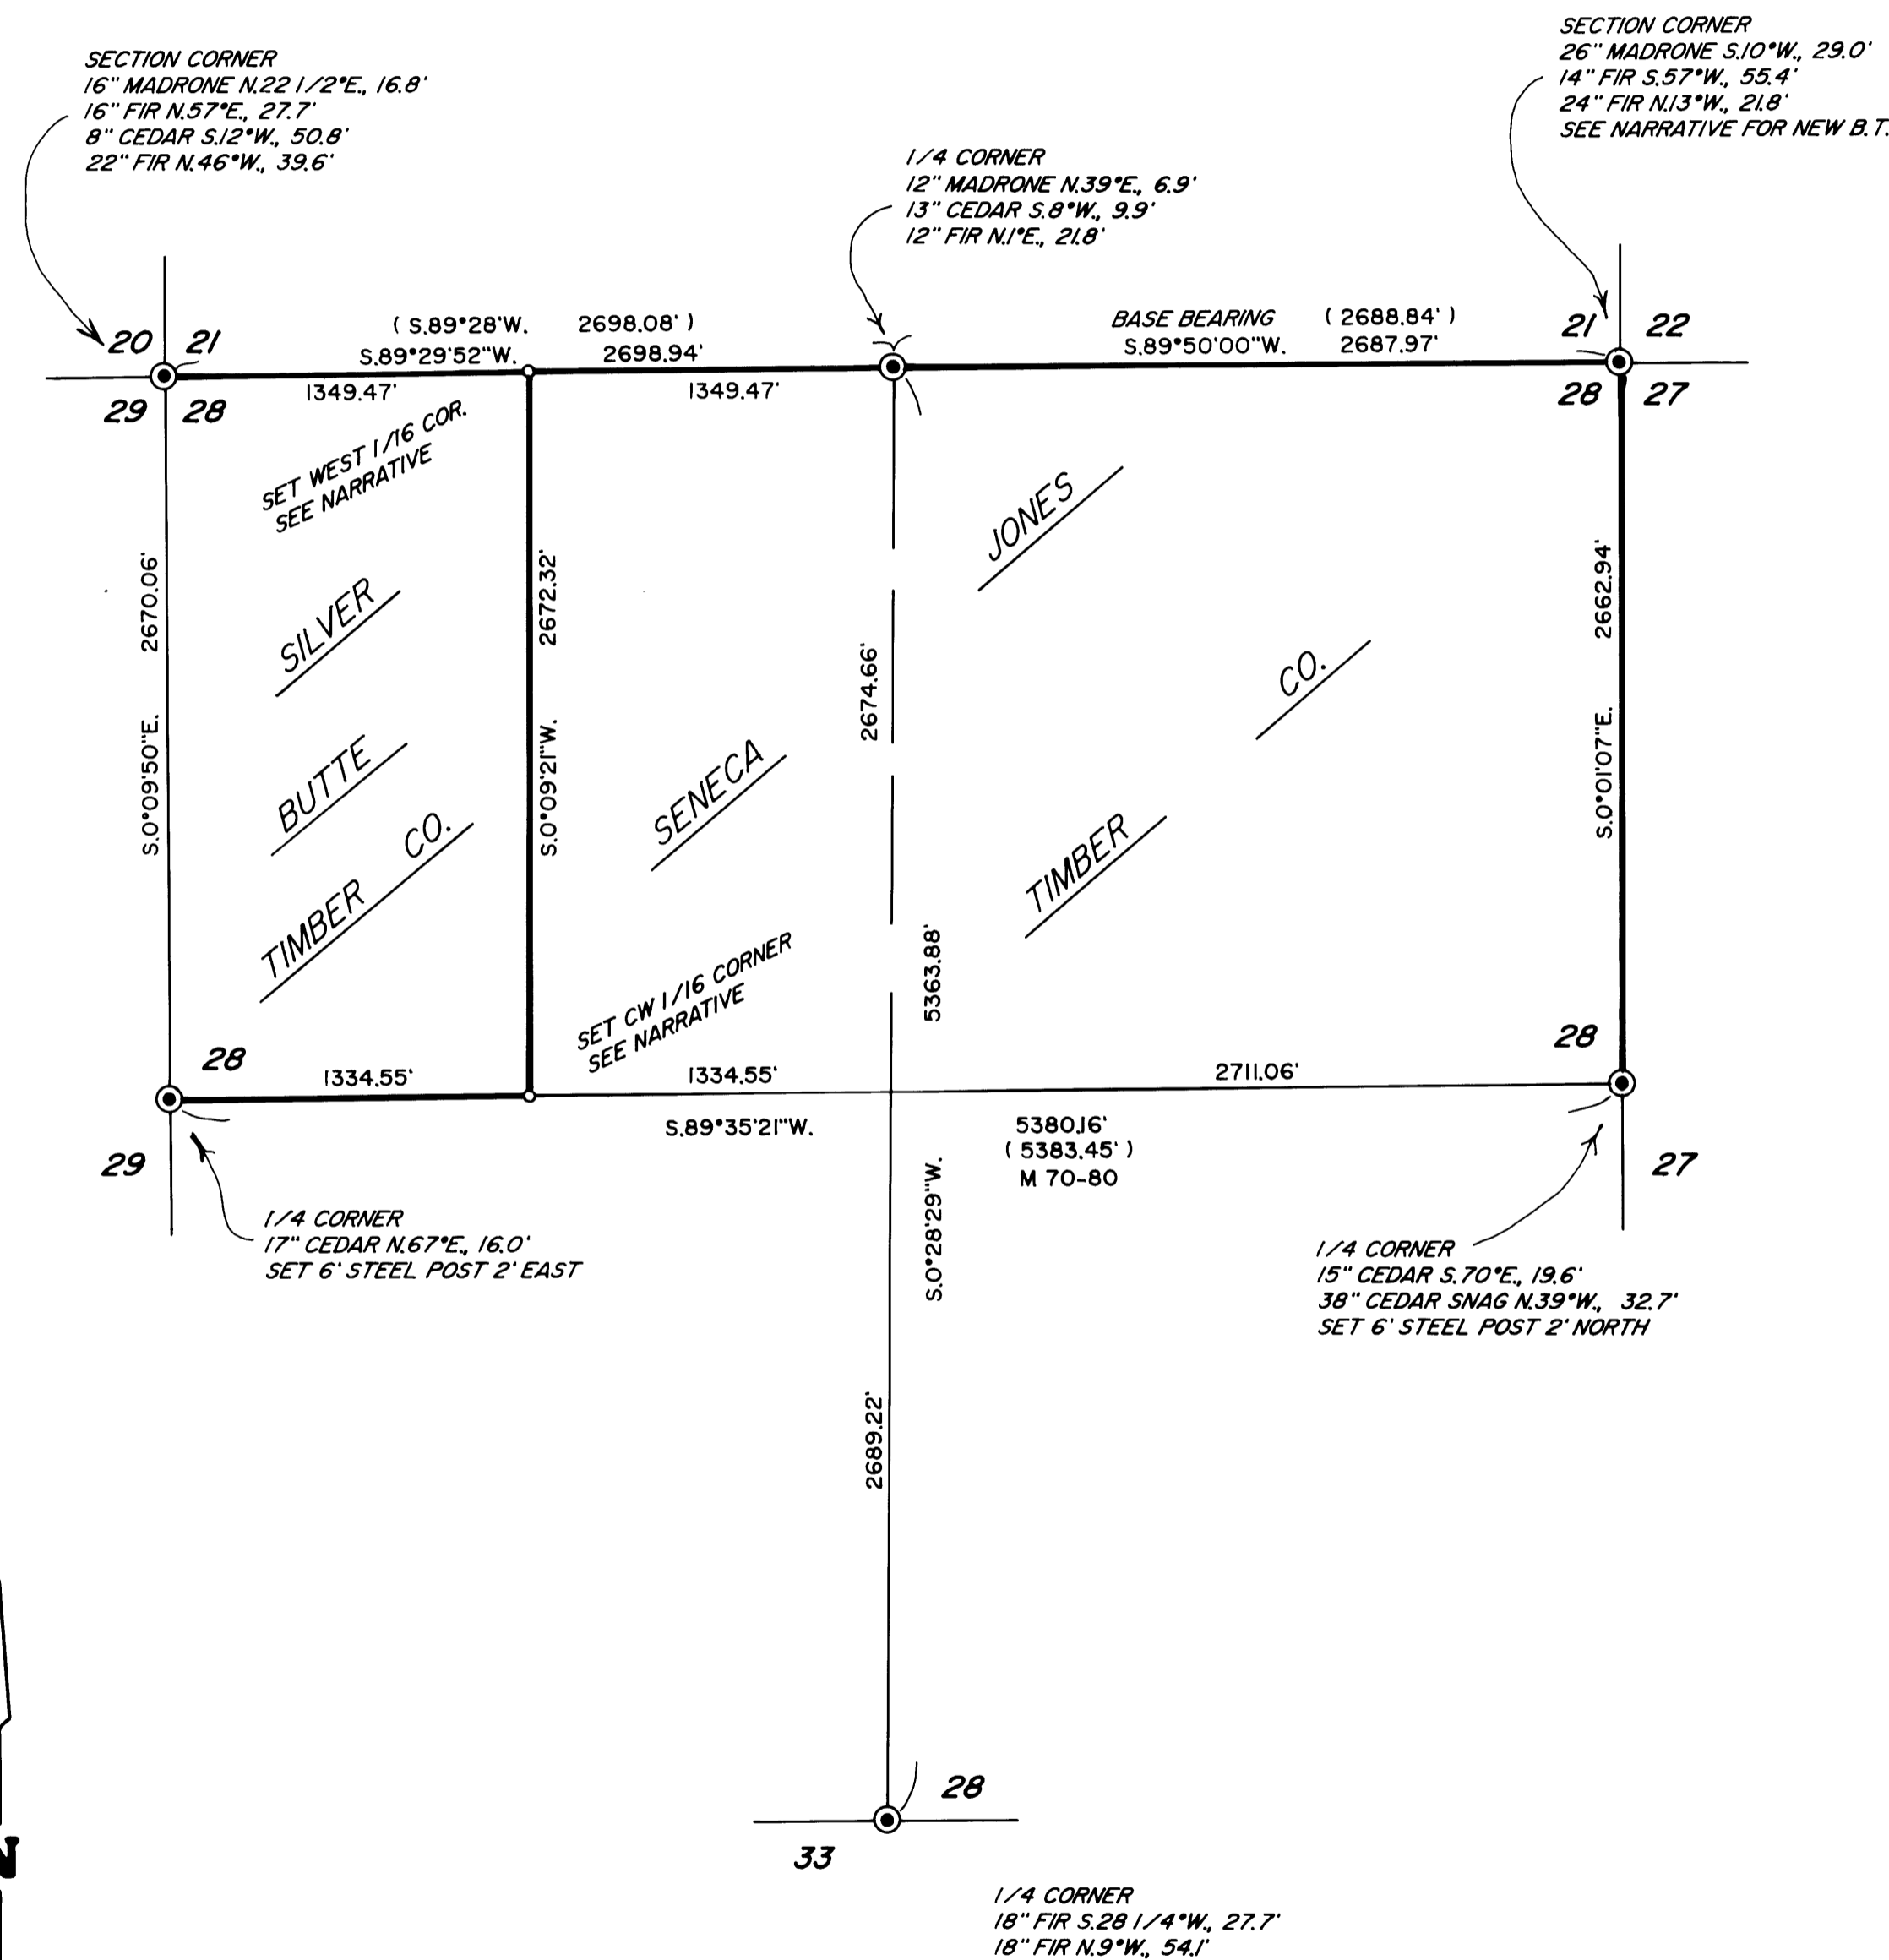 SECTION CORNER
16" MADRONE N.22 1/2°E., 16.8'
16" FIR N.57°E., 27.7'
8" CEDAR S.12°W., 50.8'
22" FIR N.46°W., 39.6'
SECTION CORNER
26" MADRONE S.10°W., 29.0'
14" FIR S.57°W., 55.4'
24" FIR N.13°W., 21.8'
SEE NARRATIVE FOR NEW B.T.
1/4 CORNER
12" MADRONE N.39°E., 6.9'
13" CEDAR S.8°W., 9.9'
12" FIR N.1°E., 21.8'
20 21
( S.89°28'W. 2698.08' )
S.89°29'52"W. 2698.94'
BASE BEARING ( 2688.84' )
S.89°50'00"W. 2687.97'
21 22
29 28
1349.47'
1349.47'
28 27
SET WEST 1/16 COR.
SEE NARRATIVE
2670.06'
S.0°09'50"E.
SILVER
BUTTE
TIMBER CO.
2672.32'
S.0°09'21"W.
SENECA
2674.66'
JONES
TIMBER
CO.
2662.94'
S.0°01'07"E.
5363.88'
SET CW 1/16 CORNER
SEE NARRATIVE
28
28
1334.55'
1334.55'
2711.06'
S.89°35'21"W.
5380.16'
( 5383.45' )
M 70-80
29
27
S.0°28'29"W.
1/4 CORNER
17" CEDAR N.67°E., 16.0'
SET 6' STEEL POST 2' EAST
1/4 CORNER
15" CEDAR S.70°E., 19.6'
38" CEDAR SNAG N.39°W., 32.7'
SET 6' STEEL POST 2' NORTH
2689.22'
28
33
N
1/4 CORNER
18" FIR S.28 1/4°W., 27.7'
18" FIR N.9°W., 54.1'